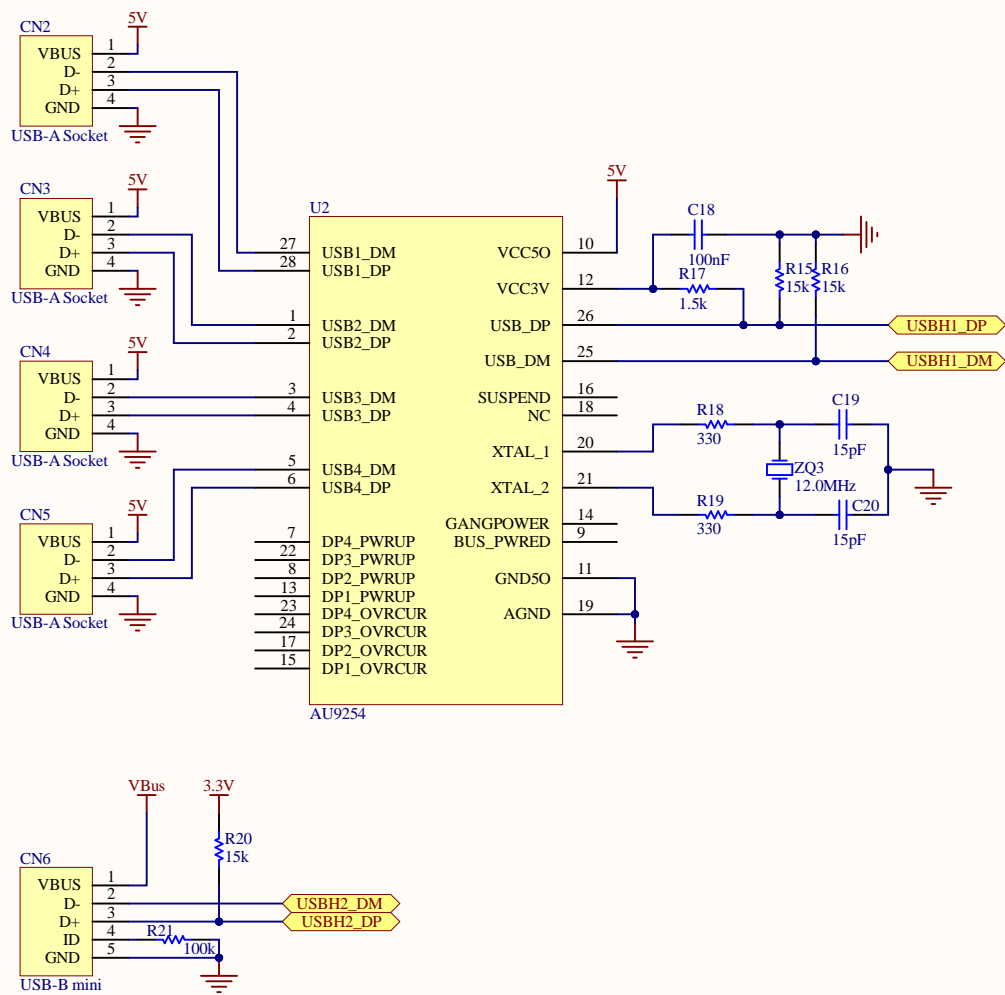 CN2
5V
VBUS 1
D- 2
D+ 3
GND 4
USB-A Socket
CN3
5V
VBUS 1
D- 2
D+ 3
GND 4
USB-A Socket
CN4
5V
VBUS 1
D- 2
D+ 3
GND 4
USB-A Socket
CN5
5V
VBUS 1
D- 2
D+ 3
GND 4
USB-A Socket
U2
27 USB1_DM
28 USB1_DP
1 USB2_DM
2 USB2_DP
3 USB3_DM
4 USB3_DP
5 USB4_DM
6 USB4_DP
7 DP4_PWRUP
22 DP3_PWRUP
8 DP2_PWRUP
13 DP1_PWRUP
23 DP4_OVRCUR
24 DP3_OVRCUR
17 DP2_OVRCUR
15 DP1_OVRCUR
5V
VCC5O 10
VCC3V 12
USB_DP 26
USB_DM 25
SUSPEND 16
NC 18
XTAL_1 20
XTAL_2 21
GANGPOWER 14
BUS_PWRED 9
GND5O 11
AGND 19
AU9254
C18
100nF
R17
1.5k
R15
15k
R16
15k
USBH1_DP
USBH1_DM
R18
330
C19
15pF
ZQ3
12.0MHz
R19
330
C20
15pF
VBus
3.3V
R20
15k
CN6
VBUS 1
D- 2
D+ 3
ID 4
GND 5
USB-B mini
USBH2_DM
USBH2_DP
R21
100k